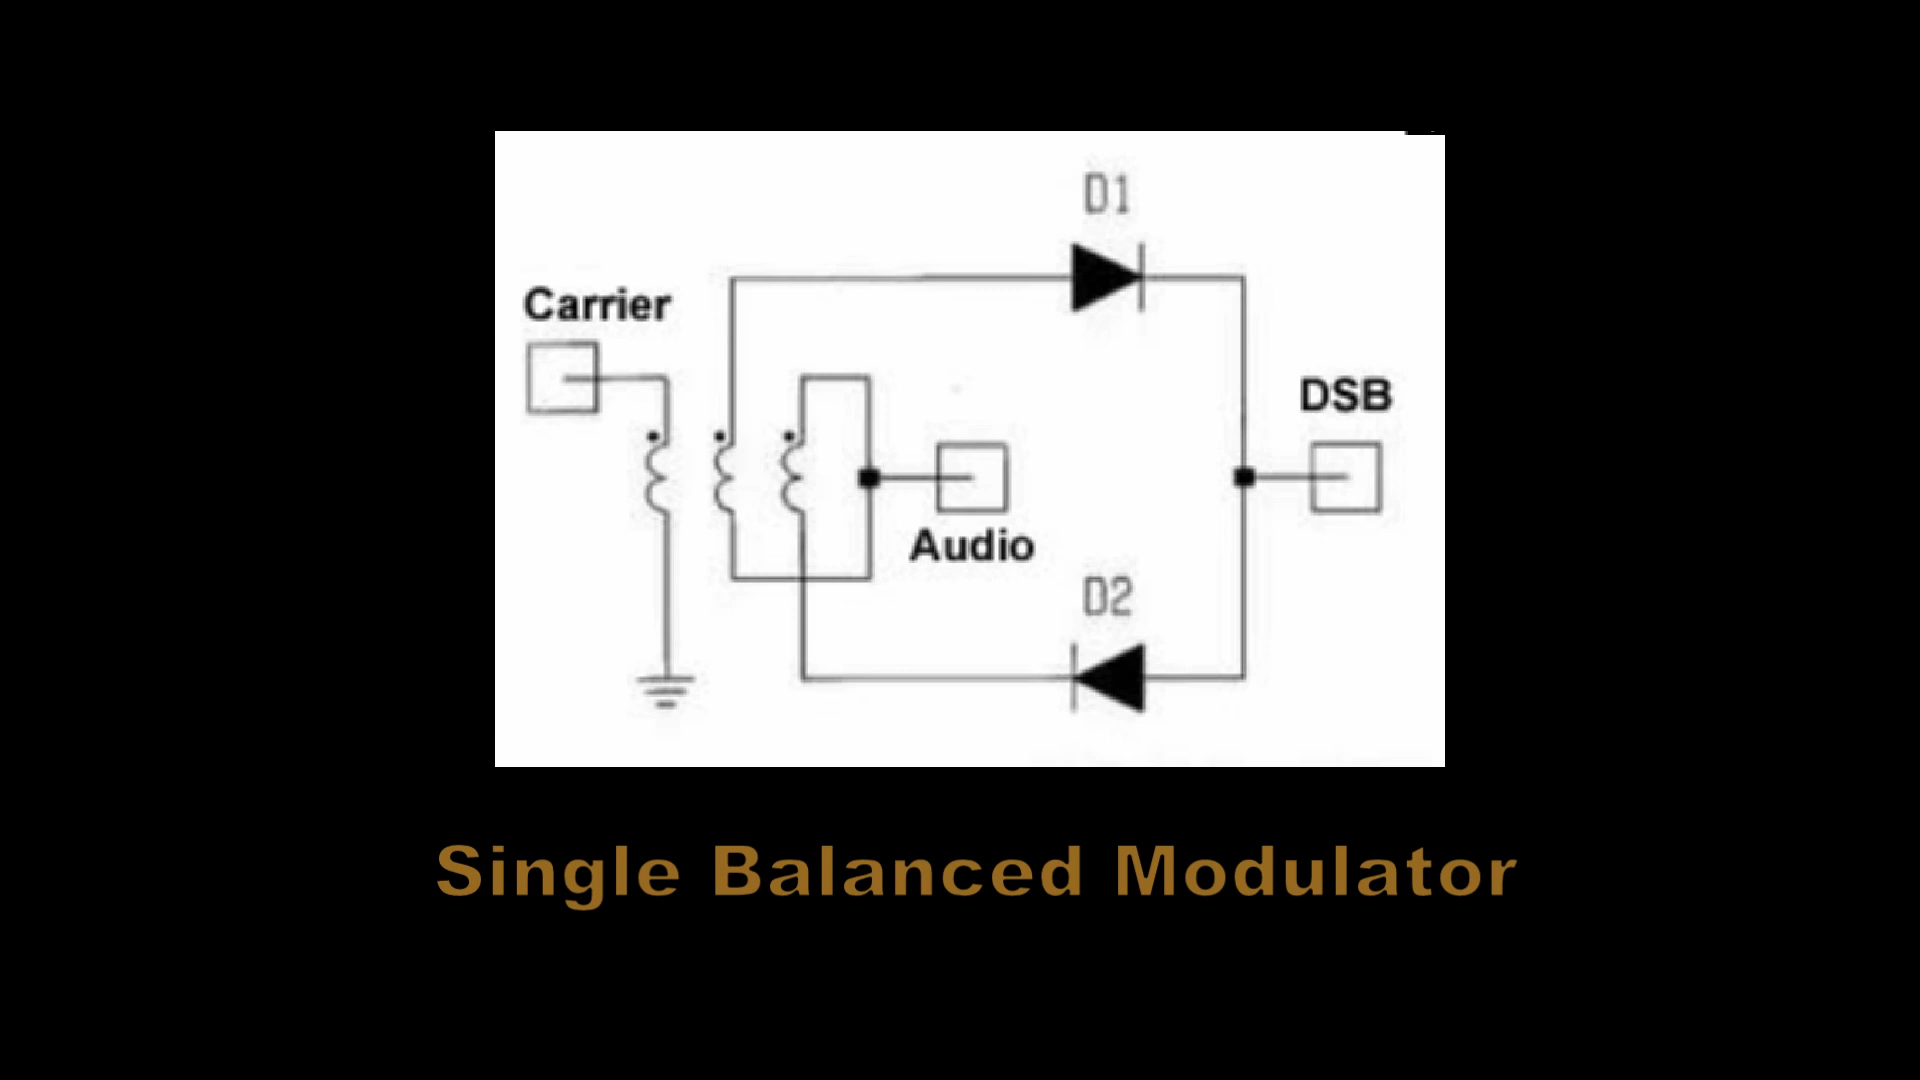 D1
Carrier
DSB
Audio
D2
Single Balanced Modulator